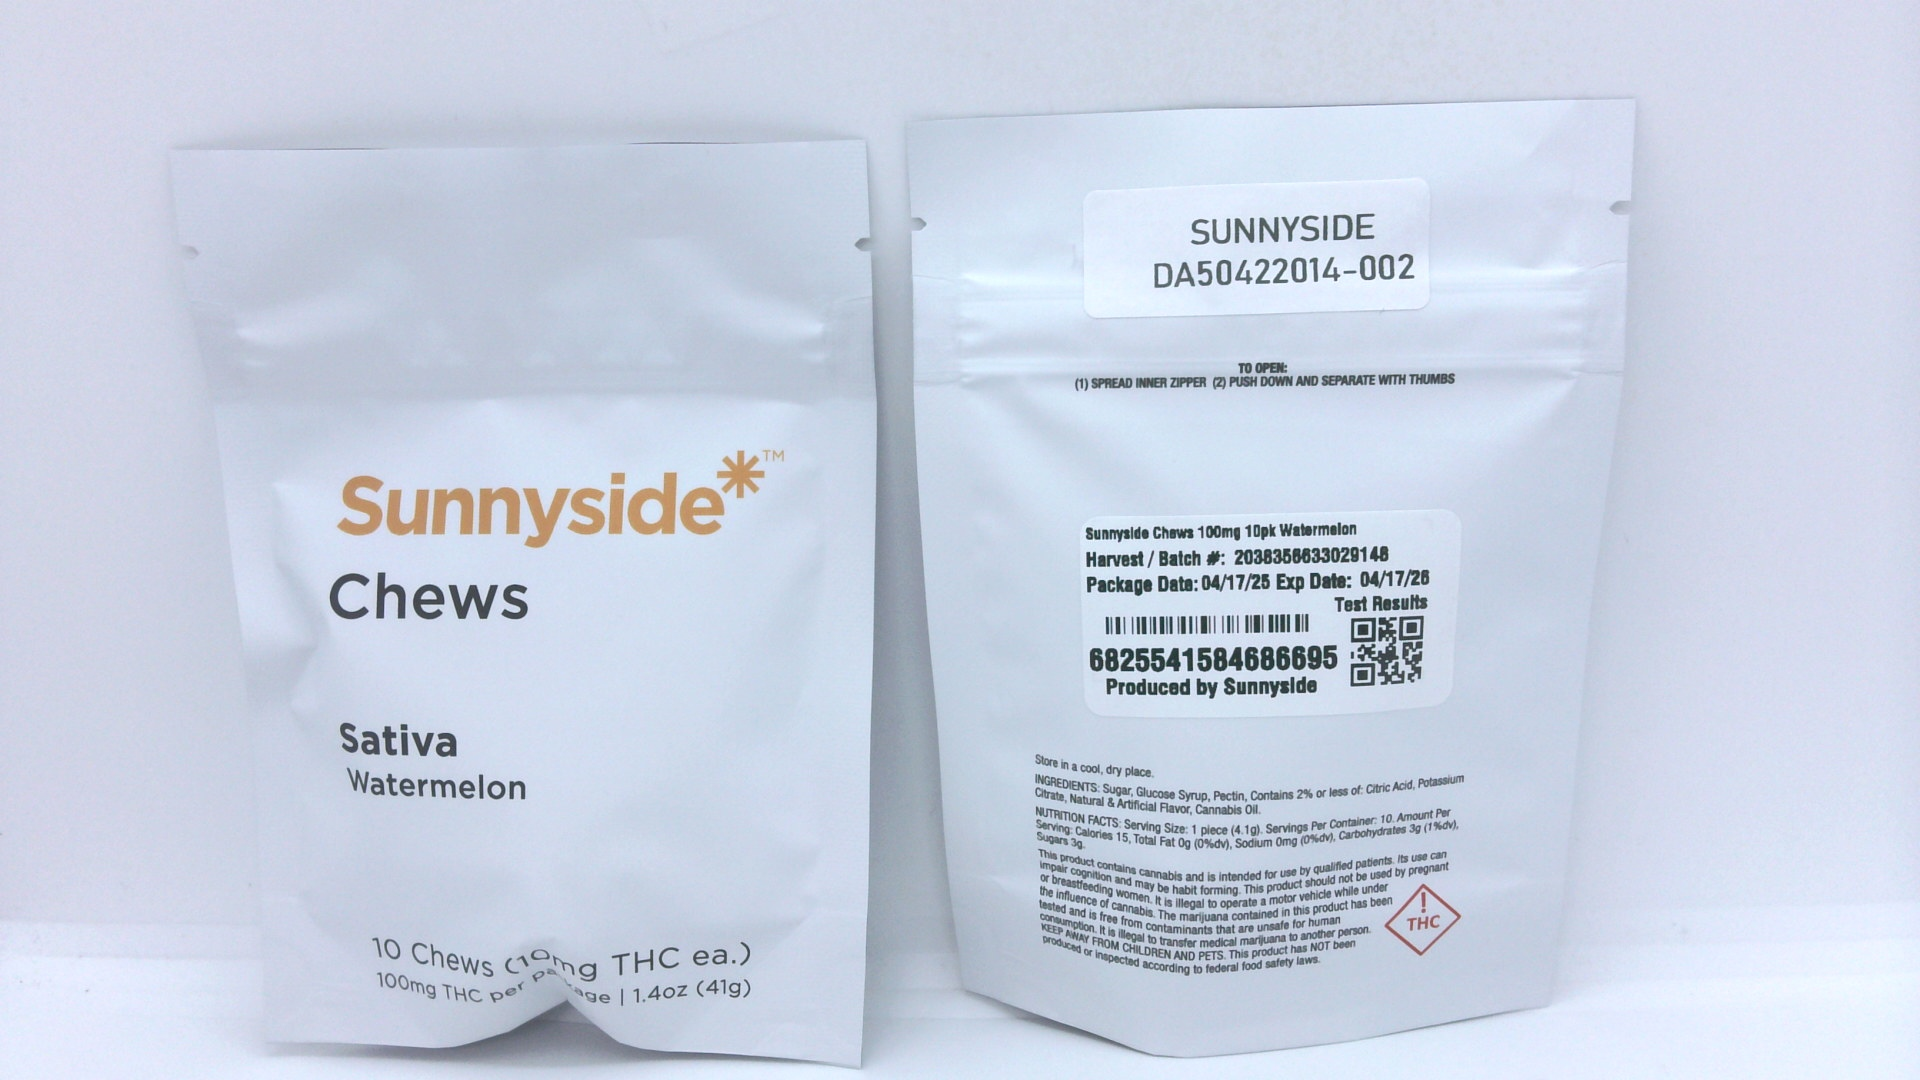 Sunnyside*™
Chews
Sativa
Watermelon
10 Chews (10mg THC ea.)
100mg THC per package | 1.4oz (41g)
SUNNYSIDE
DA50422014-002
TO OPEN:
(1) SPREAD INNER ZIPPER (2) PUSH DOWN AND SEPARATE WITH THUMBS
Sunnyside Chews 100mg 10pk Watermelon
Harvest / Batch #: 2038356633029146
Package Date: 04/17/25 Exp Date: 04/17/26
Test Results
6825541584686695
Produced by Sunnyside
Store in a cool, dry place.
INGREDIENTS: Sugar, Glucose Syrup, Pectin, Contains 2% or less of: Citric Acid, Potassium
Citrate, Natural & Artificial Flavor, Cannabis Oil.
NUTRITION FACTS: Serving Size: 1 piece (4.1g). Servings Per Container: 10. Amount Per
Serving: Calories 15, Total Fat 0g (0%dv), Sodium 0mg (0%dv), Carbohydrates 3g (1%dv),
Sugars 3g.
This product contains cannabis and is intended for use by qualified patients. Its use can
impair cognition and may be habit forming. This product should not be used by pregnant
or breastfeeding women. It is illegal to operate a motor vehicle while under
the influence of cannabis. The marijuana contained in this product has been
tested and is free from contaminants that are unsafe for human
consumption. It is illegal to transfer medical marijuana to another person.
KEEP AWAY FROM CHILDREN AND PETS. This product has NOT been
produced or inspected according to federal food safety laws.
!
THC